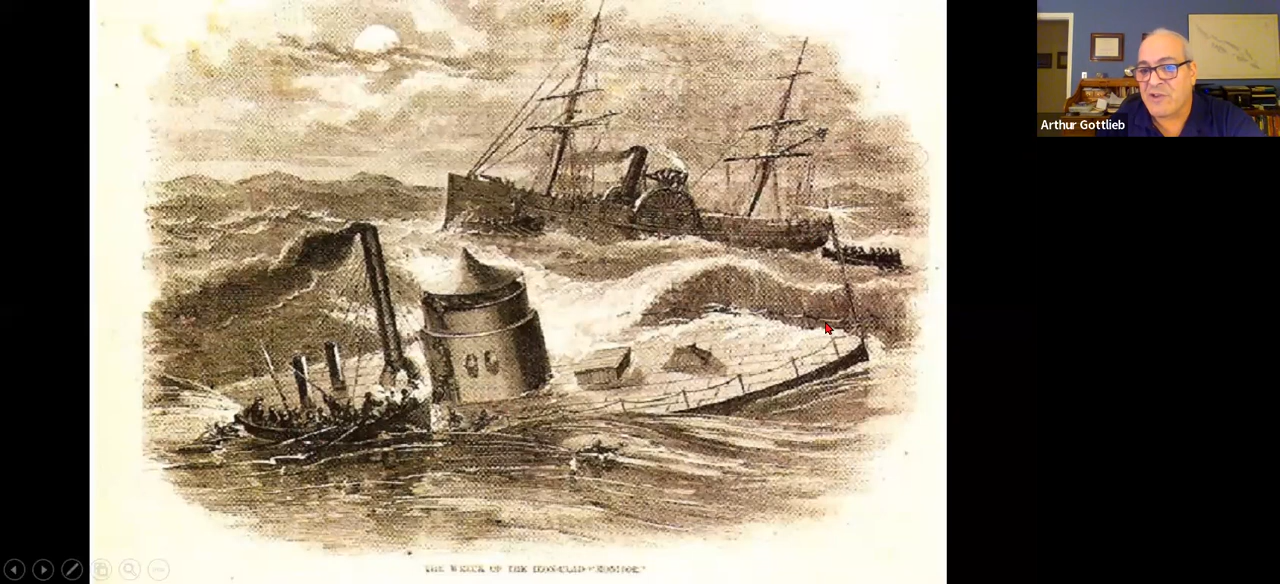 Arthur Gottlieb
THE WRECK OF THE IRON-CLAD "MONITOR."